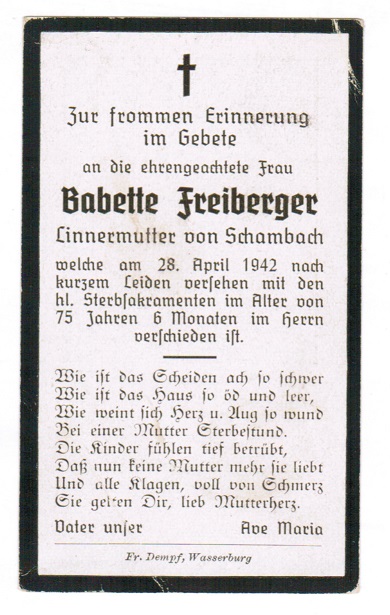 Zur frommen Erinnerung
im Gebete
an die ehrengeachtete Frau
Babette Freiberger
Linnermutter von Schambach
welche am 28. April 1942 nach
kurzem Leiden versehen mit den
hl. Sterbsakramenten im Alter von
75 Jahren 6 Monaten im Herrn
verschieden ist.
Wie ist das Scheiden ach so schwer
Wie ist das Haus so öd und leer,
Wie weint sich Herz u. Aug so wund
Bei einer Mutter Sterbestund.
Die Kinder fühlen tief betrübt,
Daß nun keine Mutter mehr sie liebt
Und alle Klagen, voll von Schmerz
Sie gelten Dir, lieb Mutterherz.
Vater unser Ave Maria
Fr. Dempf, Wasserburg